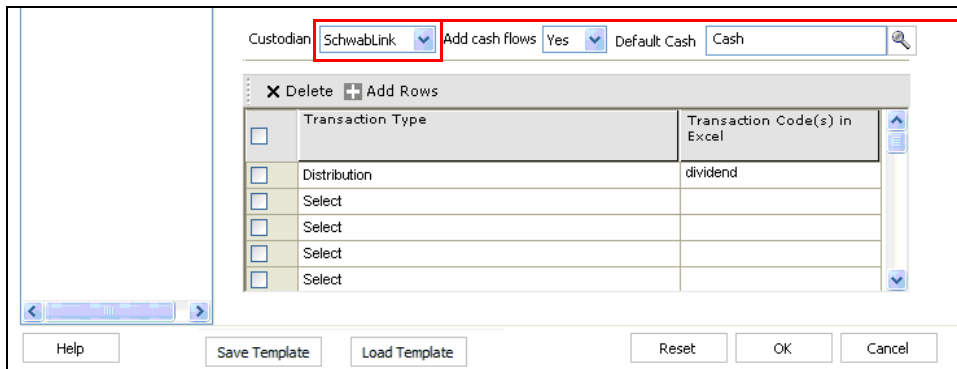 Custodian SchwabLink Add cash flows Yes Default Cash Cash
Delete Add Rows
Transaction Type Transaction Code(s) in
Excel
Distribution dividend
Select
Select
Select
Select
Help Save Template Load Template Reset OK Cancel